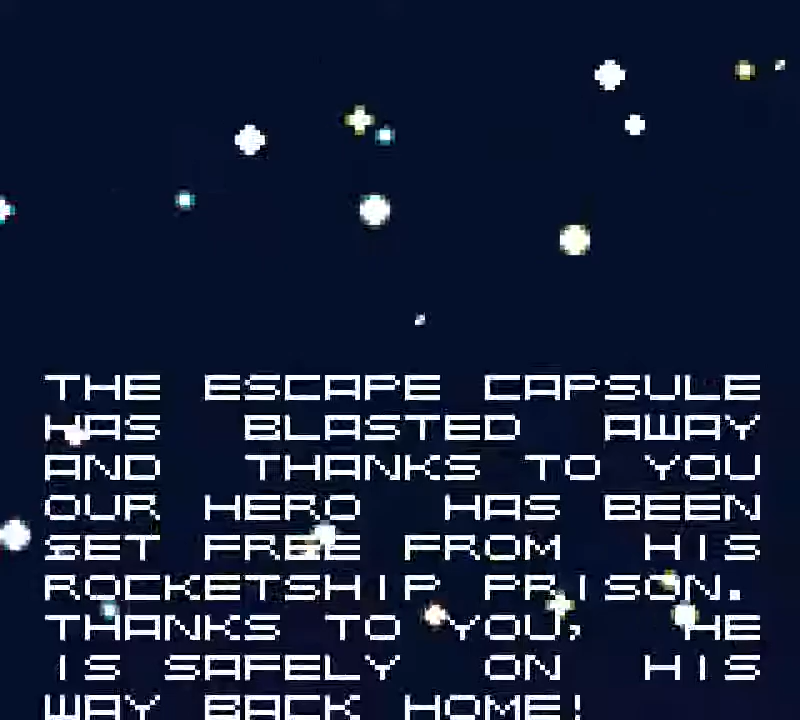 THE ESCAPE CAPSULE
HAS BLASTED AWAY
AND THANKS TO YOU
OUR HERO HAS BEEN
SET FREE FROM HIS
ROCKETSHIP PRISON.
THANKS TO YOU, HE
IS SAFELY ON HIS
WAY BACK HOME!